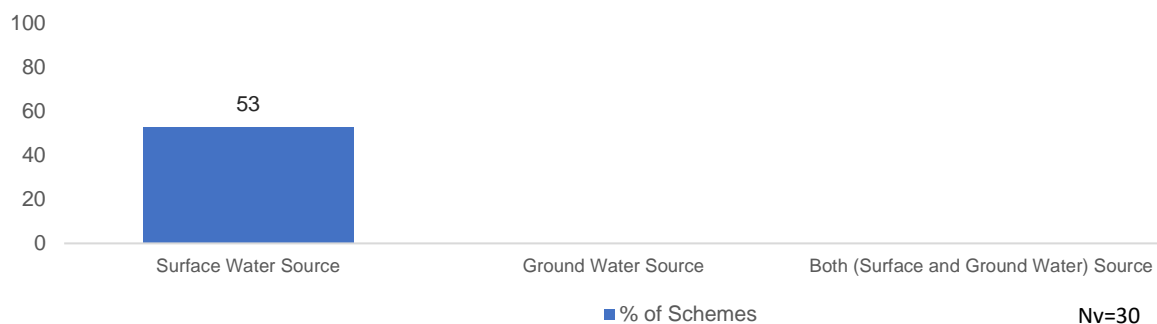 100
80
60
40
20
0
53
Surface Water Source
Ground Water Source
Both (Surface and Ground Water) Source
% of Schemes
Nv=30